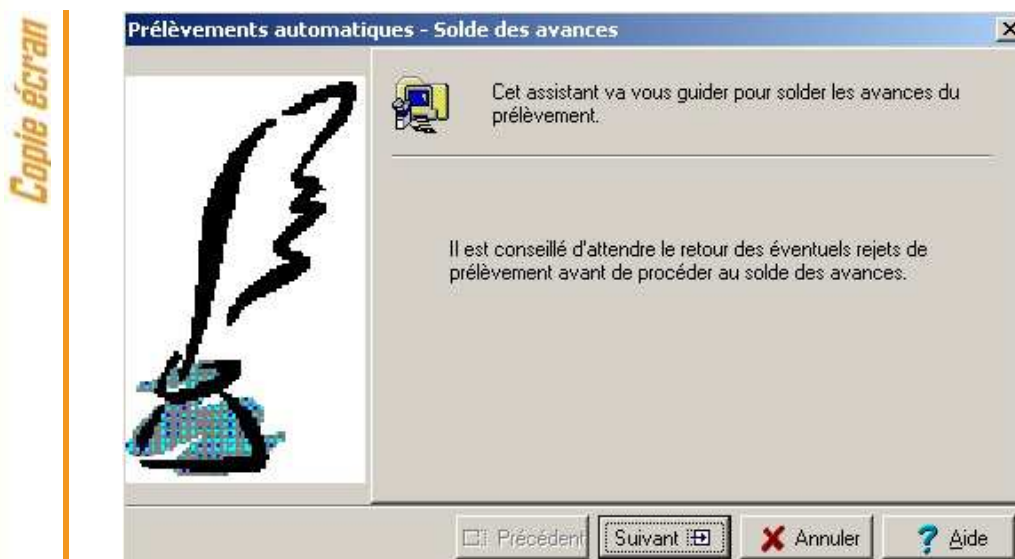 Copie écran
Prélèvements automatiques - Solde des avances
Cet assistant va vous guider pour solder les avances du
prélèvement.
Il est conseillé d'attendre le retour des éventuels rejets de
prélèvement avant de procéder au solde des avances.
Précédent
Suivant
Annuler
Aide